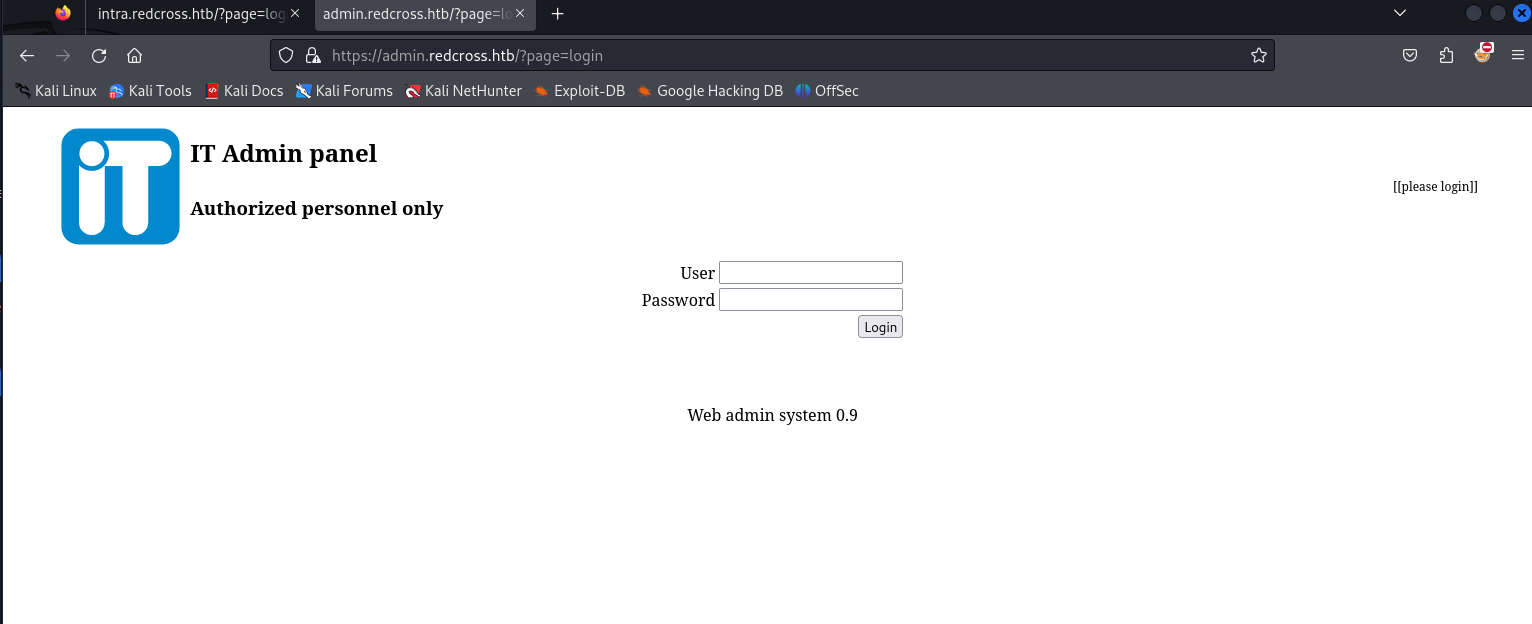 intra.redcross.htb/?page=log
admin.redcross.htb/?page=lo
https://admin.redcross.htb/?page=login
Kali Linux Kali Tools Kali Docs Kali Forums Kali NetHunter Exploit-DB Google Hacking DB OffSec
iT
IT Admin panel
Authorized personnel only
[[please login]]
User
Password
Login
Web admin system 0.9